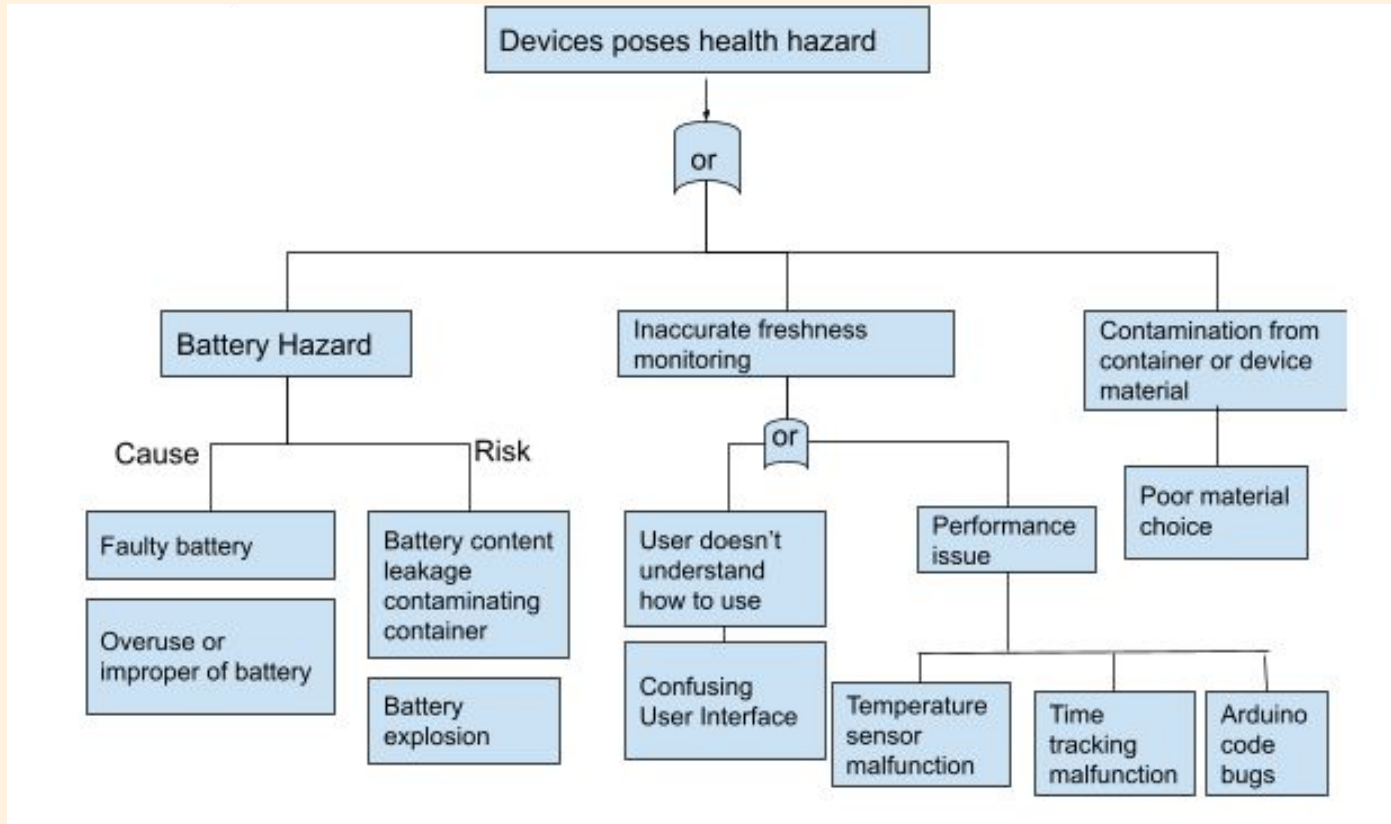 Devices poses health hazard
or
Battery Hazard
Inaccurate freshness
monitoring
Contamination from
container or device
material
Cause
Risk
or
Faulty battery
Battery content
leakage
contaminating
container
User doesn't
understand
how to use
Performance
issue
Poor material
choice
Overuse or
improper of battery
Battery
explosion
Confusing
User Interface
Temperature
sensor
malfunction
Time
tracking
malfunction
Arduino
code
bugs